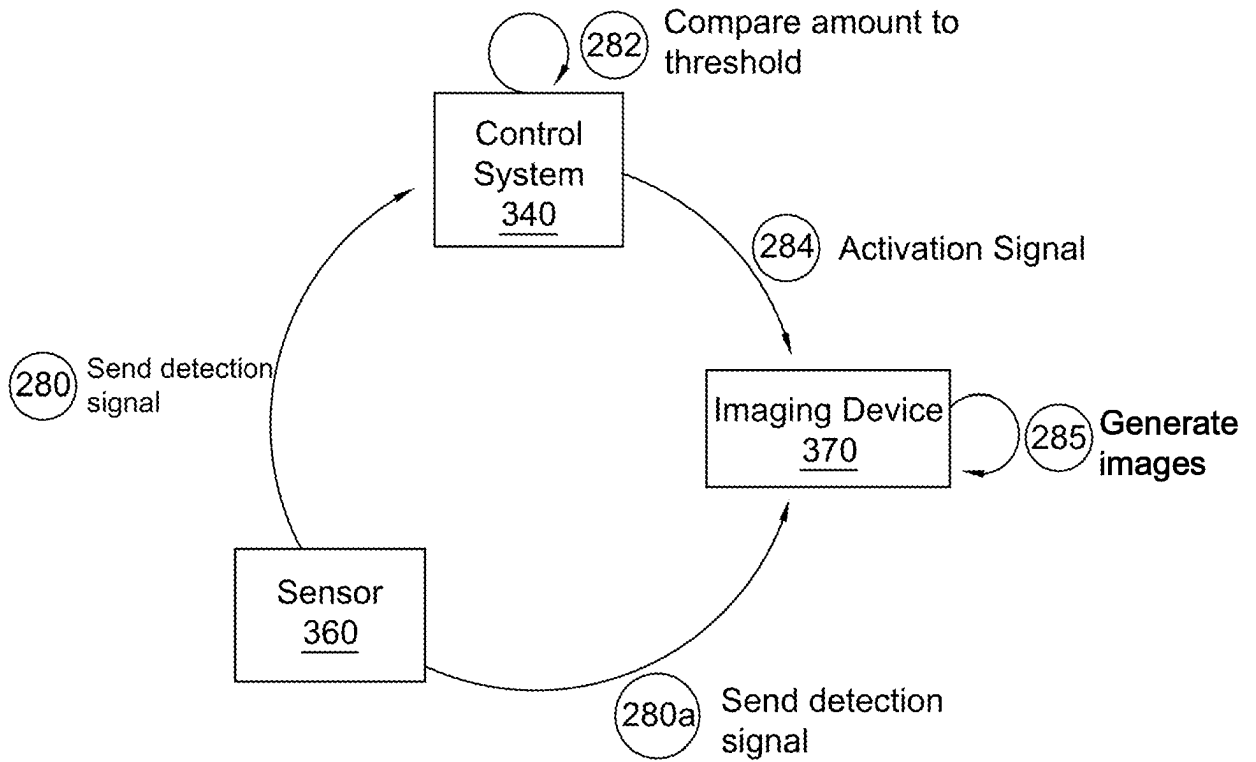 282
Compare amount to
threshold
Control
System
340
284
Activation Signal
280
Send detection
signal
Imaging Device
370
285
Generate
images
Sensor
360
280a
Send detection
signal